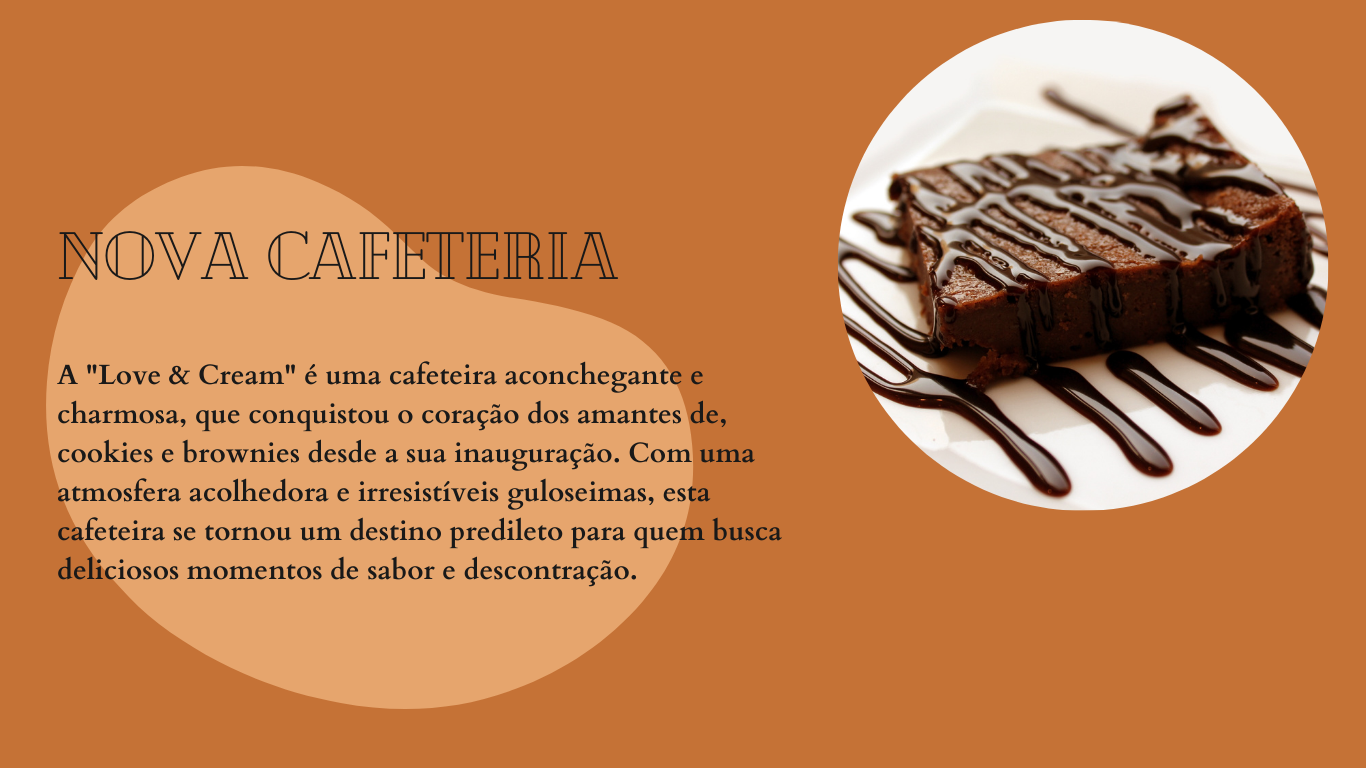 NOVA CAFETERIA
A "Love & Cream" é uma cafeteira aconchegante e
charmosa, que conquistou o coração dos amantes de,
cookies e brownies desde a sua inauguração. Com uma
atmosfera acolhedora e irresistíveis guloseimas, esta
cafeteira se tornou um destino predileto para quem busca
deliciosos momentos de sabor e descontração.